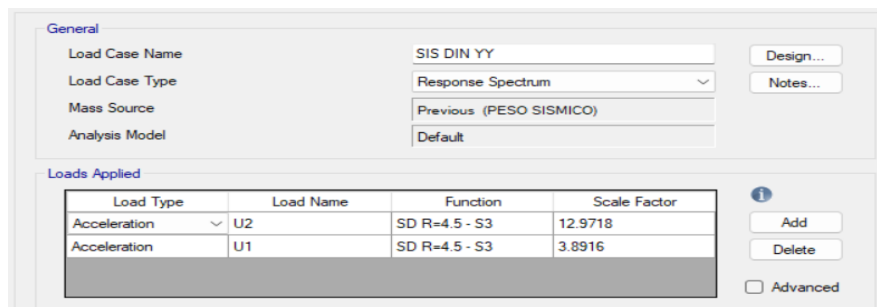 General
Load Case Name SIS DIN YY Design...
Load Case Type Response Spectrum Notes...
Mass Source Previous (PESO SISMICO)
Analysis Model Default
Loads Applied
Load Type Load Name Function Scale Factor
Acceleration U2 SD R=4.5 - S3 12.9718 Add
Acceleration U1 SD R=4.5 - S3 3.8916 Delete
Advanced